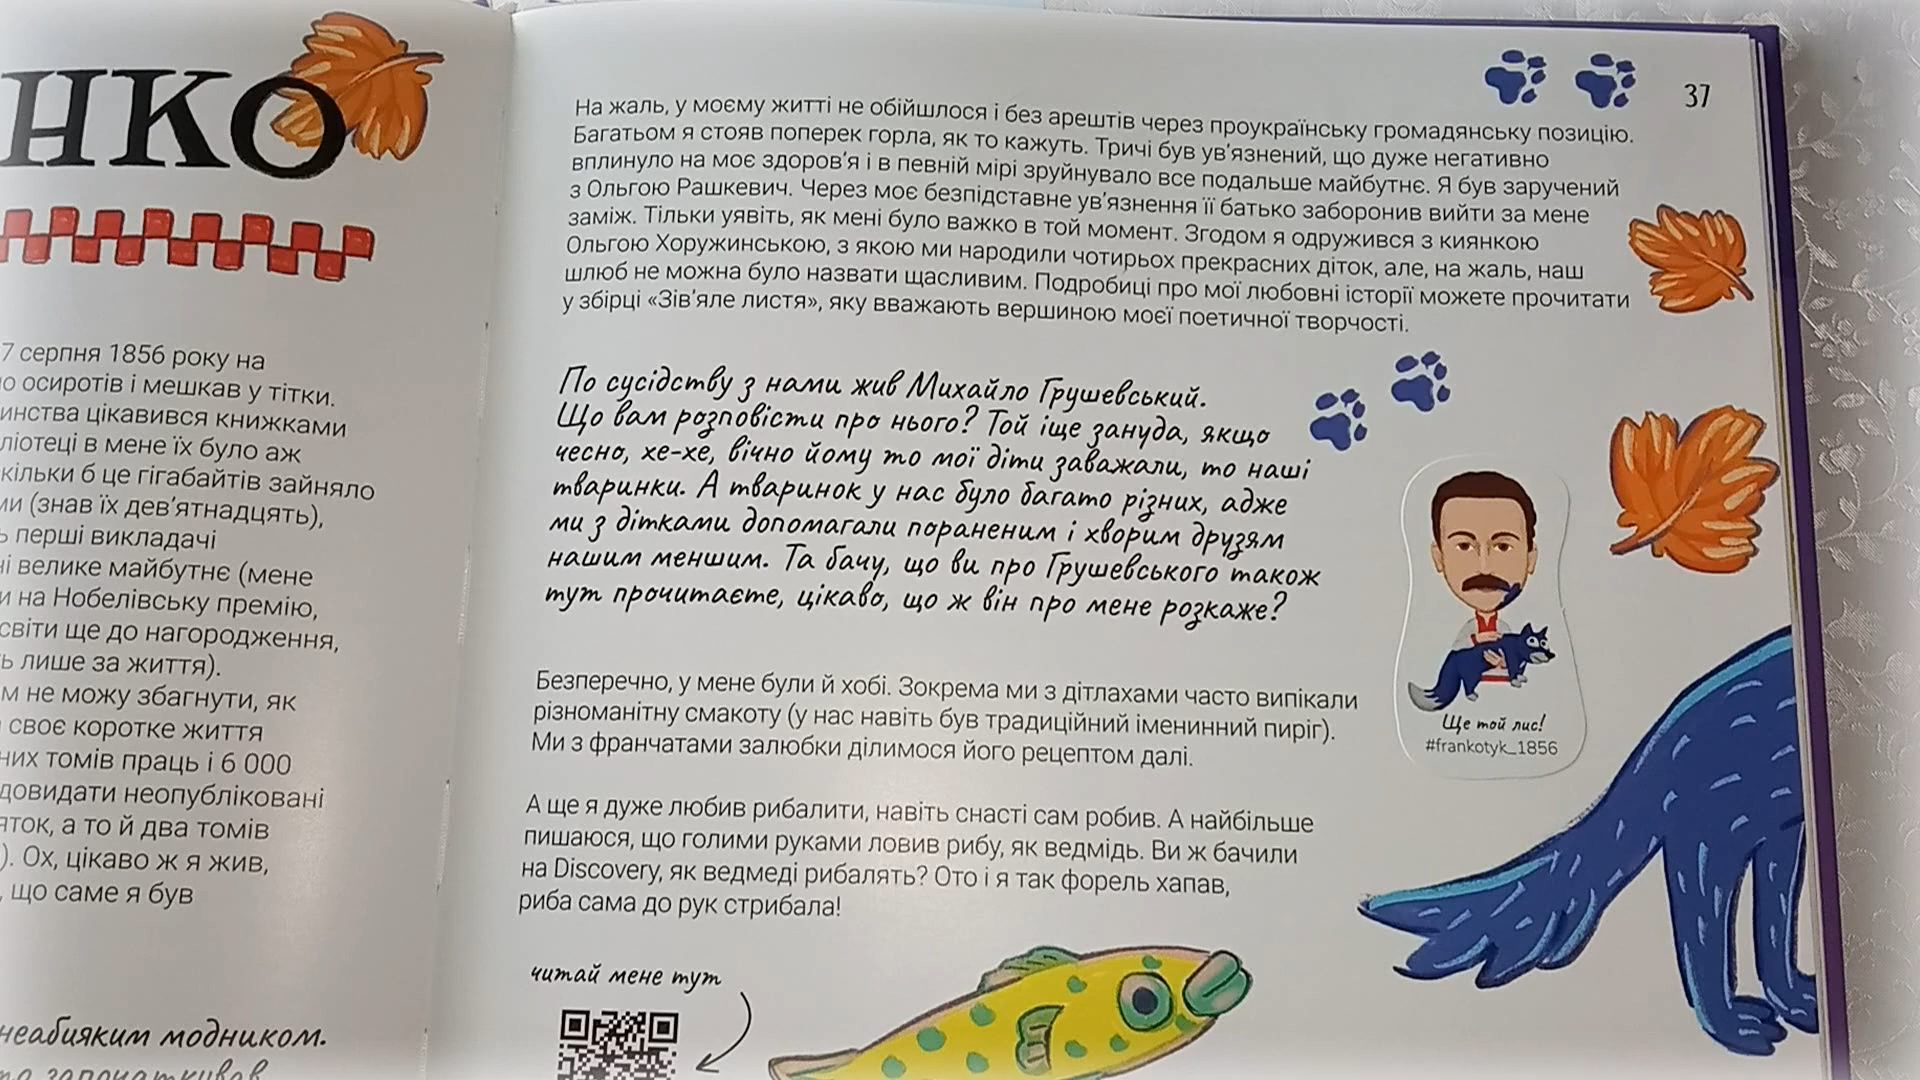 НКО
7 серпня 1856 року на
о осиротів і мешкав у тітки.
инства цікавився книжками
ліотеці в мене їх було аж
кільки б це гігабайтів зайняло
ми (знав їх дев'ятнадцять),
ь перші викладачі
ні велике майбутнє (мене
и на Нобелівську премію,
світи ще до нагородження,
ь лише за життя).
м не можу збагнути, як
своє коротке життя
них томів праць і 6 000
довидати неопубліковані
яток, а то й два томів
). Ох, цікаво ж я жив,
, що саме я був
неабияким модником.
то започаткував
37
На жаль, у моєму житті не обійшлося і без арештів через проукраїнську громадянську позицію.
Багатьом я стояв поперек горла, як то кажуть. Тричі був ув'язнений, що дуже негативно
вплинуло на моє здоров'я і в певній мірі зруйнувало все подальше майбутнє. Я був заручений
з Ольгою Рашкевич. Через моє безпідставне ув'язнення її батько заборонив вийти за мене
заміж. Тільки уявіть, як мені було важко в той момент. Згодом я одружився з киянкою
Ольгою Хоружинською, з якою ми народили чотирьох прекрасних діток, але, на жаль, наш
шлюб не можна було назвати щасливим. Подробиці про мої любовні історії можете прочитати
у збірці «Зів'яле листя», яку вважають вершиною моєї поетичної творчості.
По сусідству з нами жив Михайло Грушевський.
Що вам розповісти про нього? Той іще зануда, якщо
чесно, хе-хе, вічно йому то мої діти заважали, то наші
тваринки. А тваринок у нас було багато різних, адже
ми з дітками допомагали пораненим і хворим друзям
нашим меншим. Та бачу, що ви про Грушевського також
тут прочитаєте, цікаво, що ж він про мене розкаже?
Безперечно, у мене були й хобі. Зокрема ми з дітлахами часто випікали
різноманітну смакоту (у нас навіть був традиційний іменинний пиріг).
Ми з франчатами залюбки ділимося його рецептом далі.
Ще той лис!
#frankotyk_1856
А ще я дуже любив рибалити, навіть снасті сам робив. А найбільше
пишаюся, що голими руками ловив рибу, як ведмідь. Ви ж бачили
на Discovery, як ведмеді рибалять? Ото і я так форель хапав,
риба сама до рук стрибала!
читай мене тут